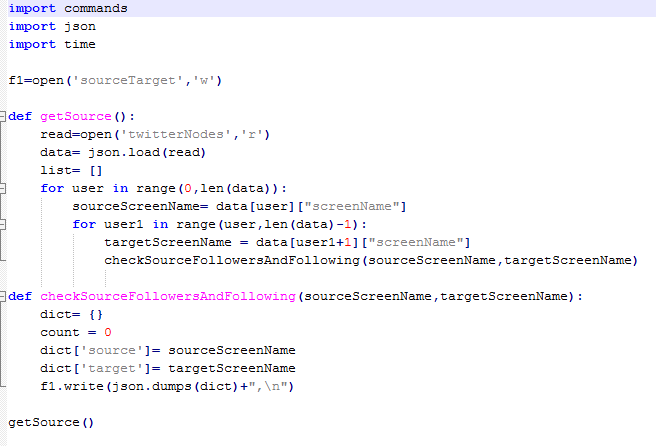 import commands
import json
import time
f1=open('sourceTarget','w')
def getSource():
read=open('twitterNodes','r')
data= json.load(read)
list= []
for user in range(0,len(data)):
sourceScreenName= data[user]["screenName"]
for user1 in range(user,len(data)-1):
targetScreenName = data[user1+1]["screenName"]
checkSourceFollowersAndFollowing(sourceScreenName,targetScreenName)
def checkSourceFollowersAndFollowing(sourceScreenName,targetScreenName):
dict= {}
count = 0
dict['source']= sourceScreenName
dict['target']= targetScreenName
f1.write(json.dumps(dict)+",\n")
getSource()